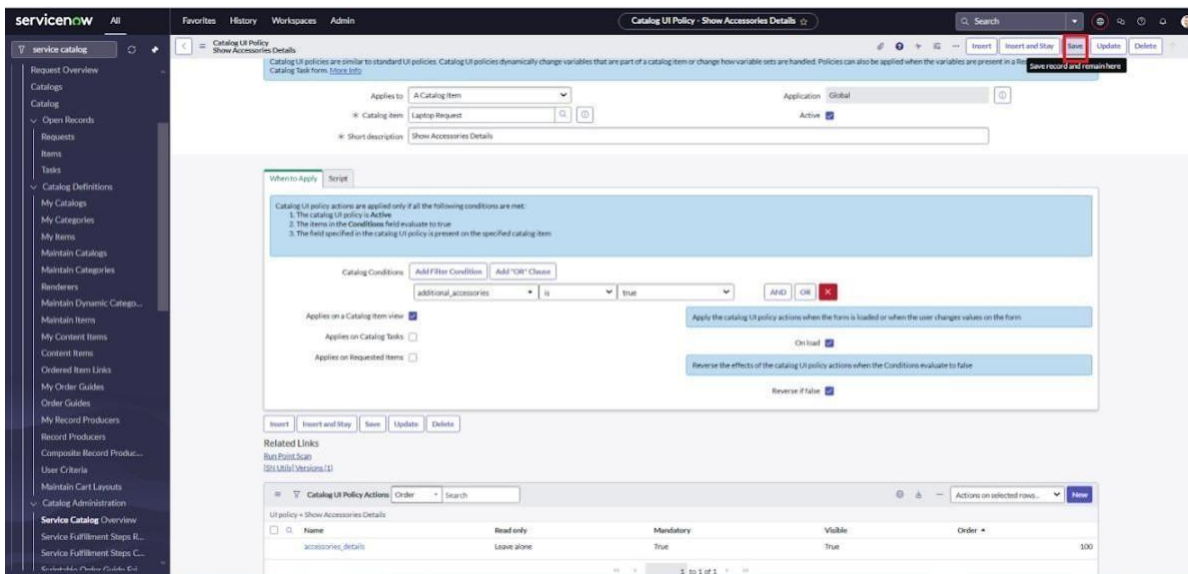 servicenow All Favorites History Workspaces Admin Catalog UI Policy - Show Accessories Details Search
service catalog
Catalog UI Policy
Show Accessories Details
Insert Insert and Stay Save Update Delete
Save record and remain here
Catalog UI policies are similar to standard UI policies. Catalog UI policies dynamically change variables that are part of a catalog item or change how variable sets are handled. Policies can also be applied when the variables are present in a
Catalog Task form. More Info
Request Overview
Catalogs
Catalog
Open Records
Requests
Items
Tasks
Catalog Definitions
My Catalogs
My Categories
My Items
Maintain Catalogs
Maintain Categories
Renderers
Maintain Dynamic Catego...
Maintain Items
My Content Items
Content Items
Ordered Item Links
My Order Guides
Order Guides
My Record Producers
Record Producers
Composite Record Produc...
User Criteria
Maintain Cart Layouts
Catalog Administration
Service Catalog Overview
Service Fulfillment Steps R...
Service Fulfillment Steps C...
Applies to A Catalog Item
Application Global
* Catalog item Laptop Request
Active
* Short description Show Accessories Details
When to Apply Script
Catalog UI policy actions are applied only if all the following conditions are met:
1. The catalog UI policy is Active
2. The items in the Conditions field evaluate to true
3. The field specified in the catalog UI policy is present on the specified catalog item
Catalog Conditions Add Filter Condition Add "OR" Clause
additional_accessories is true AND OR X
Applies on a Catalog Item view
Apply the catalog UI policy actions when the form is loaded or when the user changes values on the form
Applies on Catalog Tasks
On load
Applies on Requested Items
Reverse the effects of the catalog UI policy actions when the Conditions evaluate to false
Reverse if false
Insert Insert and Stay Save Update Delete
Related Links
Run Point Scan
[SN Utils] Versions (1)
Catalog UI Policy Actions Order Search Actions on selected rows... New
UI policy = Show Accessories Details
Name Read only Mandatory Visible Order
accessories_details Leave alone True True 100
1 to 1 of 1